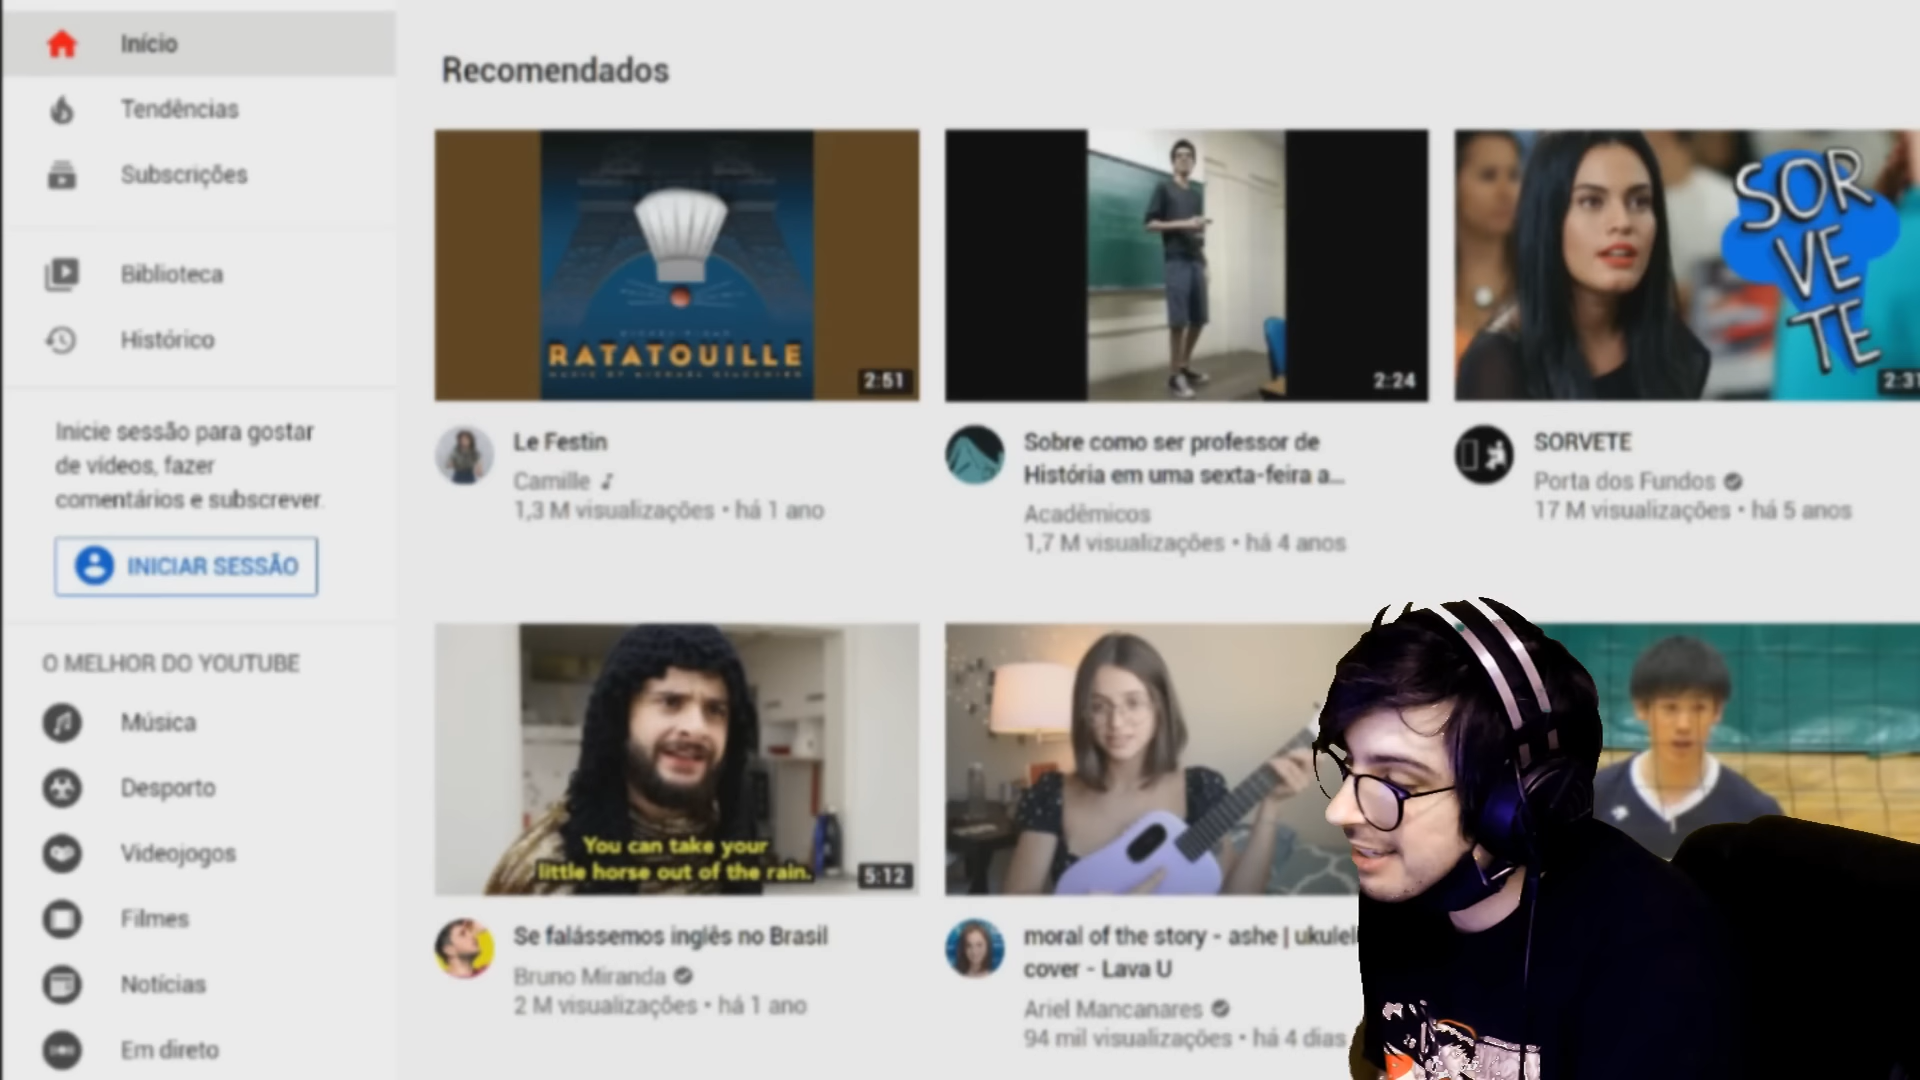 Início
Tendências
Subscrições
Biblioteca
Histórico
Inicie sessão para gostar
de vídeos, fazer
comentários e subscrever.
INICIAR SESSÃO
O MELHOR DO YOUTUBE
Música
Desporto
Videojogos
Filmes
Notícias
Em direto
Recomendados
RATATOUILLE
2:51
Le Festin
Camille
1,3 M visualizações • há 1 ano
2:24
Sobre como ser professor de
História em uma sexta-feira a...
Acadêmicos
1,7 M visualizações • há 4 anos
SOR
VE
TE
2:31
SORVETE
Porta dos Fundos
17 M visualizações • há 5 anos
You can take your
little horse out of the rain.
5:12
Se falássemos inglês no Brasil
Bruno Miranda
2 M visualizações • há 1 ano
moral of the story - ashe | ukulel
cover - Lava U
Ariel Mancanares
94 mil visualizações • há 4 dias